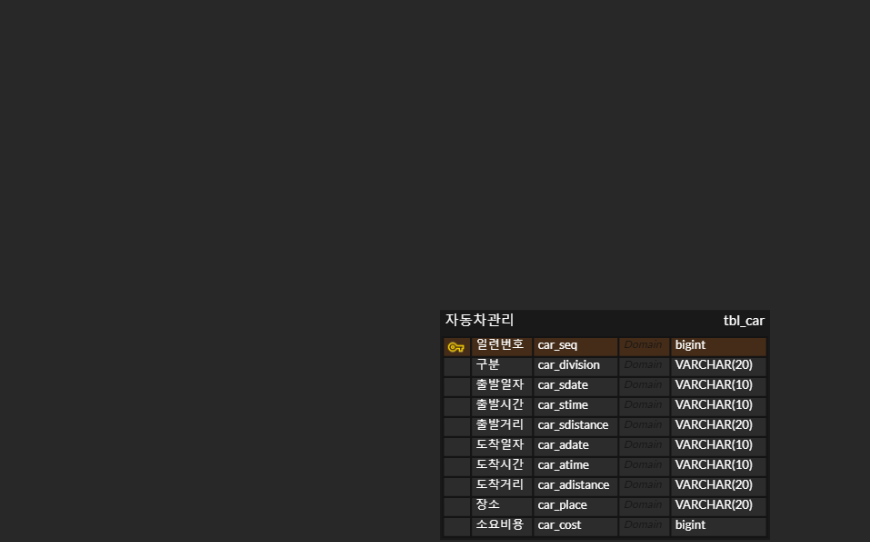 자동차관리 tbl_car
일련번호 car_seq Domain bigint
구분 car_division Domain VARCHAR(20)
출발일자 car_sdate Domain VARCHAR(10)
출발시간 car_stime Domain VARCHAR(10)
출발거리 car_sdistance Domain VARCHAR(20)
도착일자 car_adate Domain VARCHAR(10)
도착시간 car_atime Domain VARCHAR(10)
도착거리 car_adistance Domain VARCHAR(20)
장소 car_place Domain VARCHAR(20)
소요비용 car_cost Domain bigint